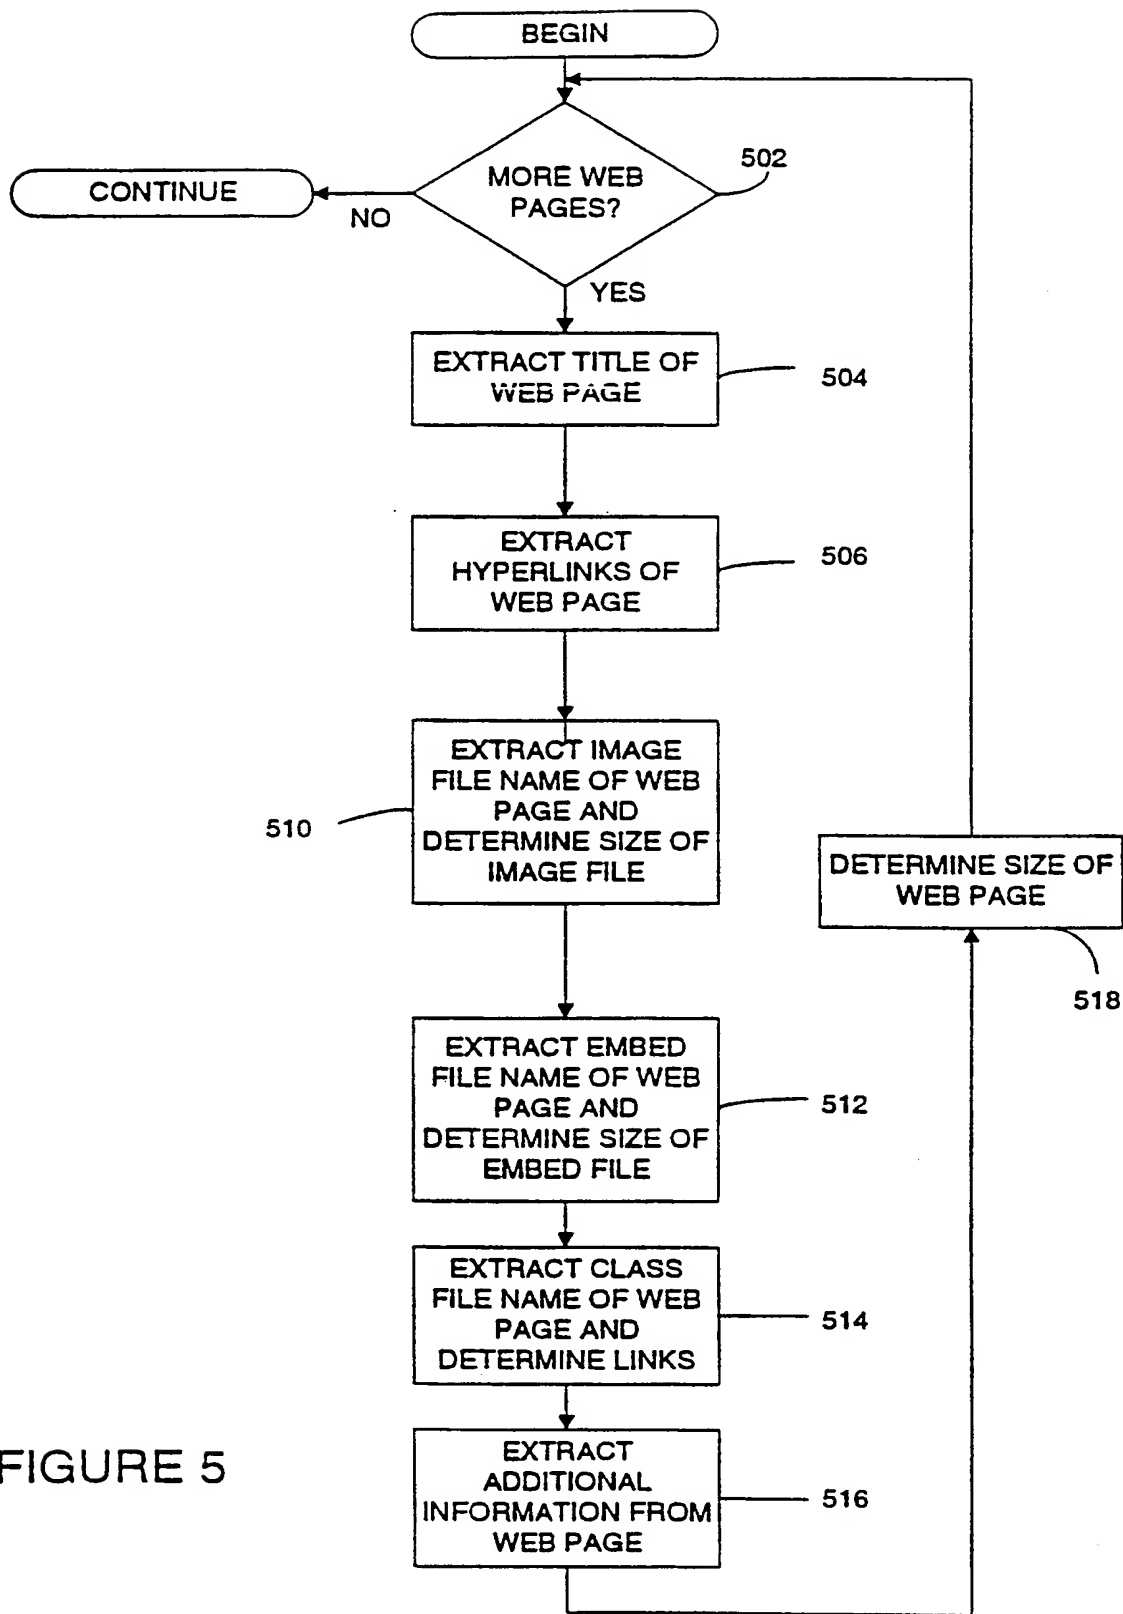 BEGIN
MORE WEB
PAGES?
502
CONTINUE
NO
YES
EXTRACT TITLE OF
WEB PAGE
504
EXTRACT
HYPERLINKS OF
WEB PAGE
506
EXTRACT IMAGE
FILE NAME OF WEB
PAGE AND
DETERMINE SIZE OF
IMAGE FILE
510
DETERMINE SIZE OF
WEB PAGE
518
EXTRACT EMBED
FILE NAME OF WEB
PAGE AND
DETERMINE SIZE OF
EMBED FILE
512
EXTRACT CLASS
FILE NAME OF WEB
PAGE AND
DETERMINE LINKS
514
EXTRACT
ADDITIONAL
INFORMATION FROM
WEB PAGE
516
FIGURE 5